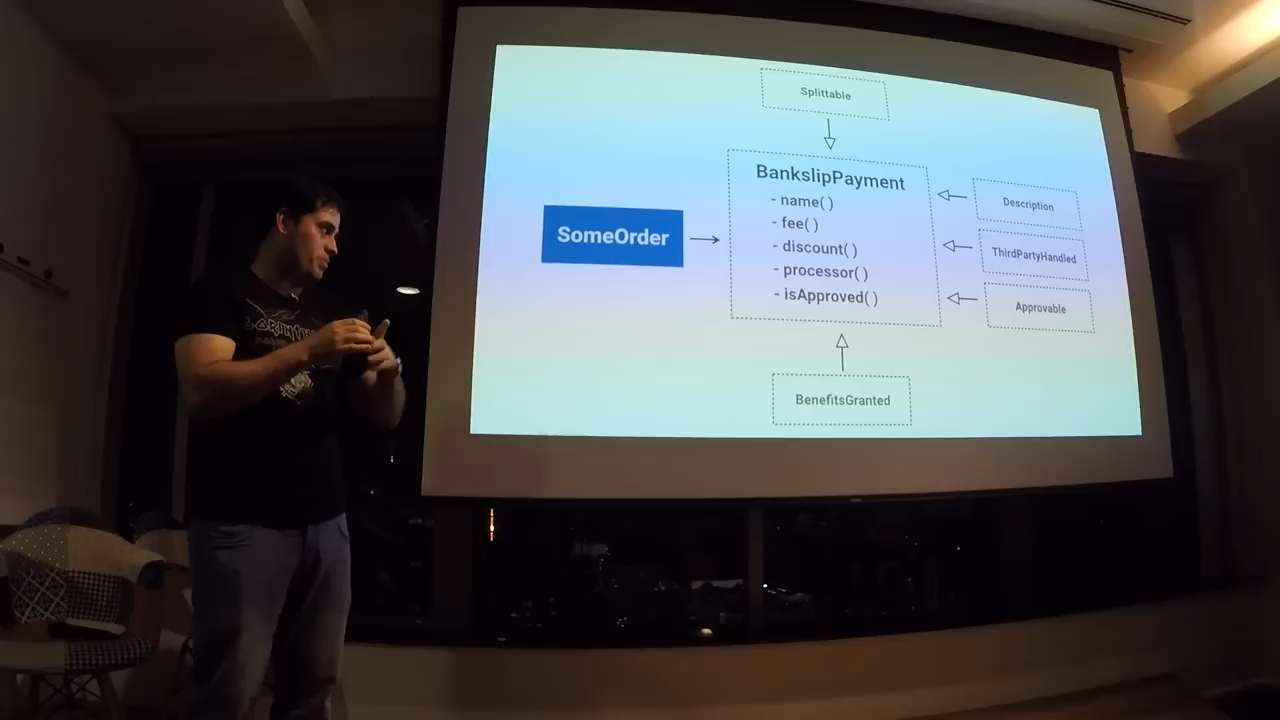 Splittable
BankslipPayment
- name( )
- fee( )
- discount( )
- processor( )
- isApproved( )
SomeOrder
Description
ThirdPartyHandled
Approvable
BenefitsGranted